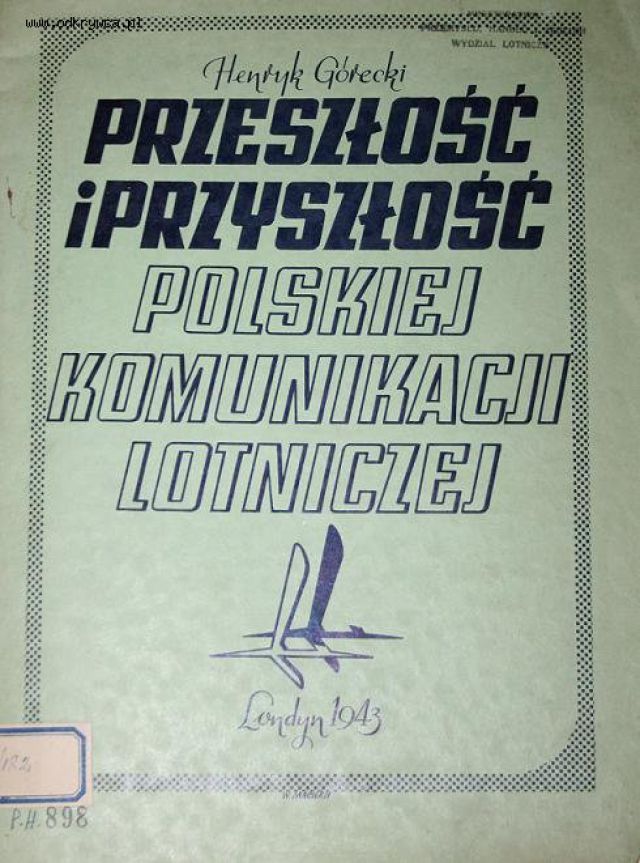 www.odkrywca.pl
WYDZIAŁ LOTNICZY
Henryk Górecki
PRZESZŁOŚĆ
i PRZYSZŁOŚĆ
POLSKIEJ
KOMUNIKACJI
LOTNICZEJ
Londyn 1943
P.H. 898